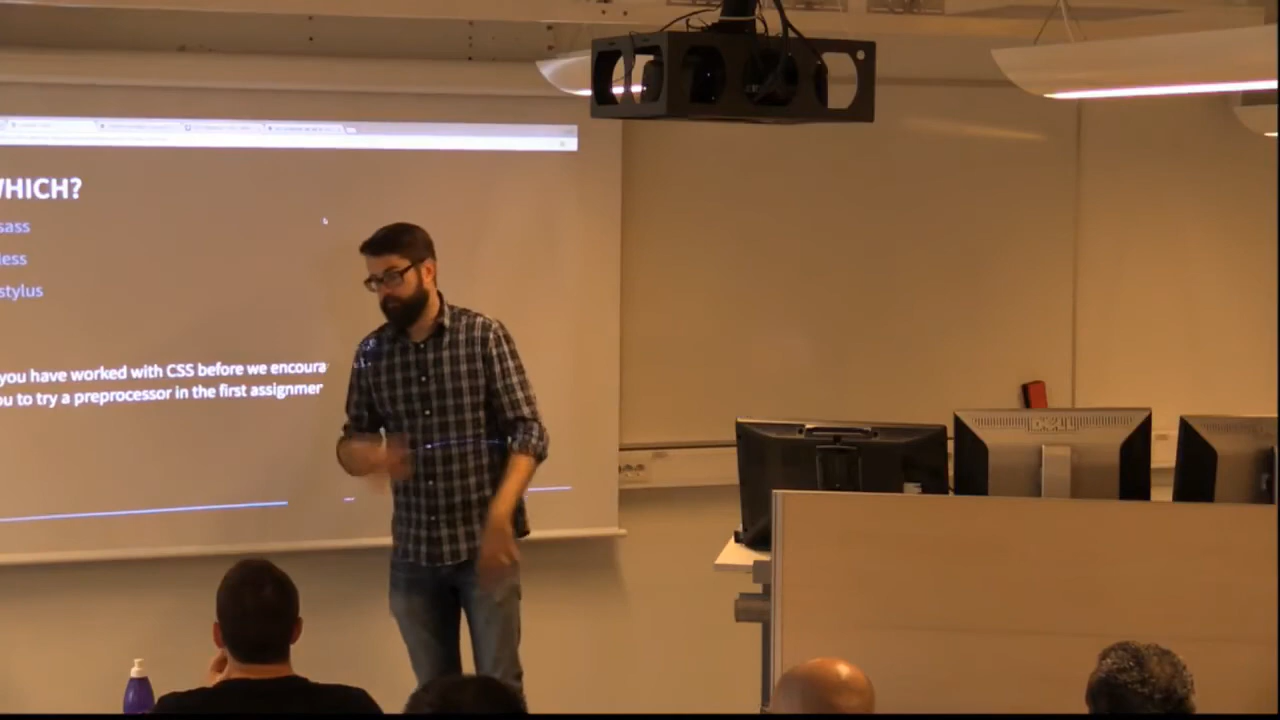 WHICH?
sass
less
stylus
you have worked with CSS before we encoura
ou to try a preprocessor in the first assignmer
DELL